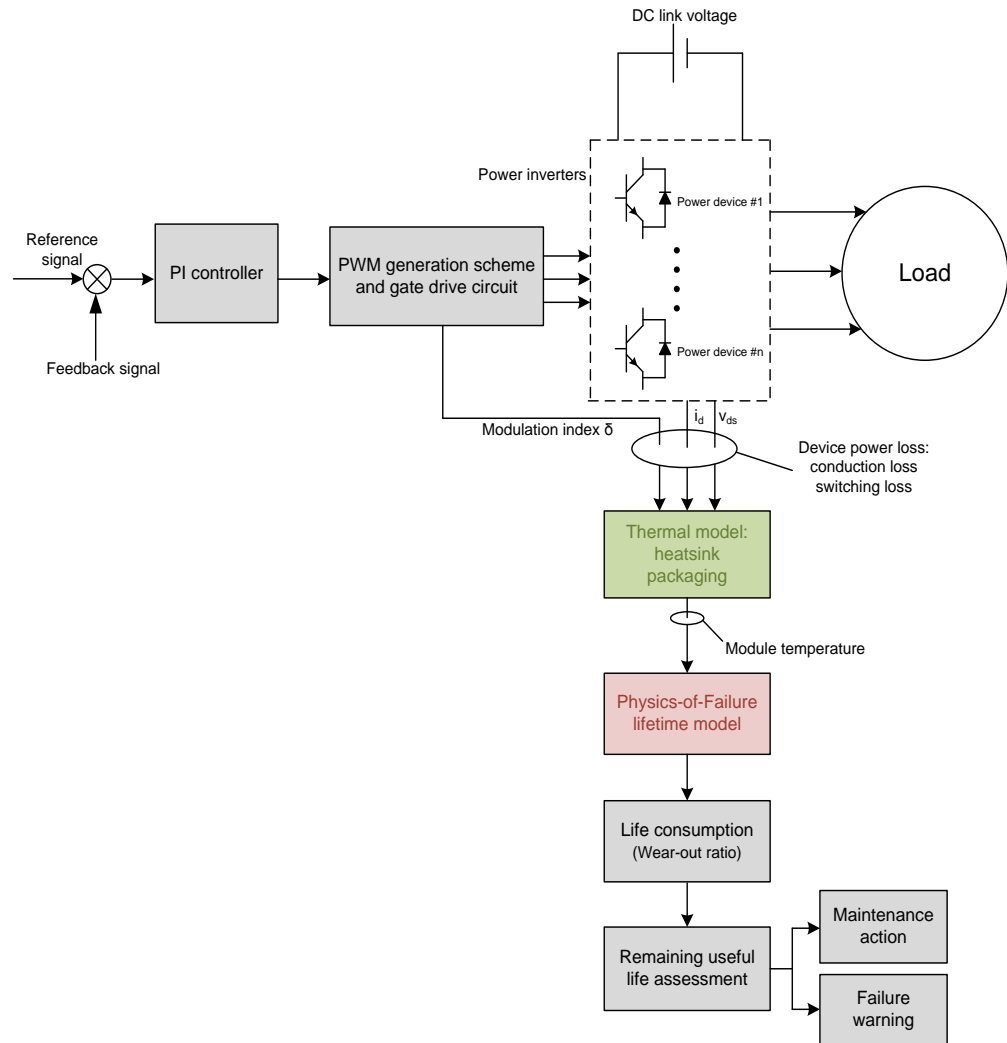 DC link voltage
Power inverters
Power device #1
Reference
signal
PI controller
PWM generation scheme
and gate drive circuit
Load
Power device #n
Feedback signal
Modulation index δ
i_d
v_ds
Device power loss:
conduction loss
switching loss
Thermal model:
heatsink
packaging
Module temperature
Physics-of-Failure
lifetime model
Life consumption
(Wear-out ratio)
Maintenance
action
Remaining useful
life assessment
Failure
warning